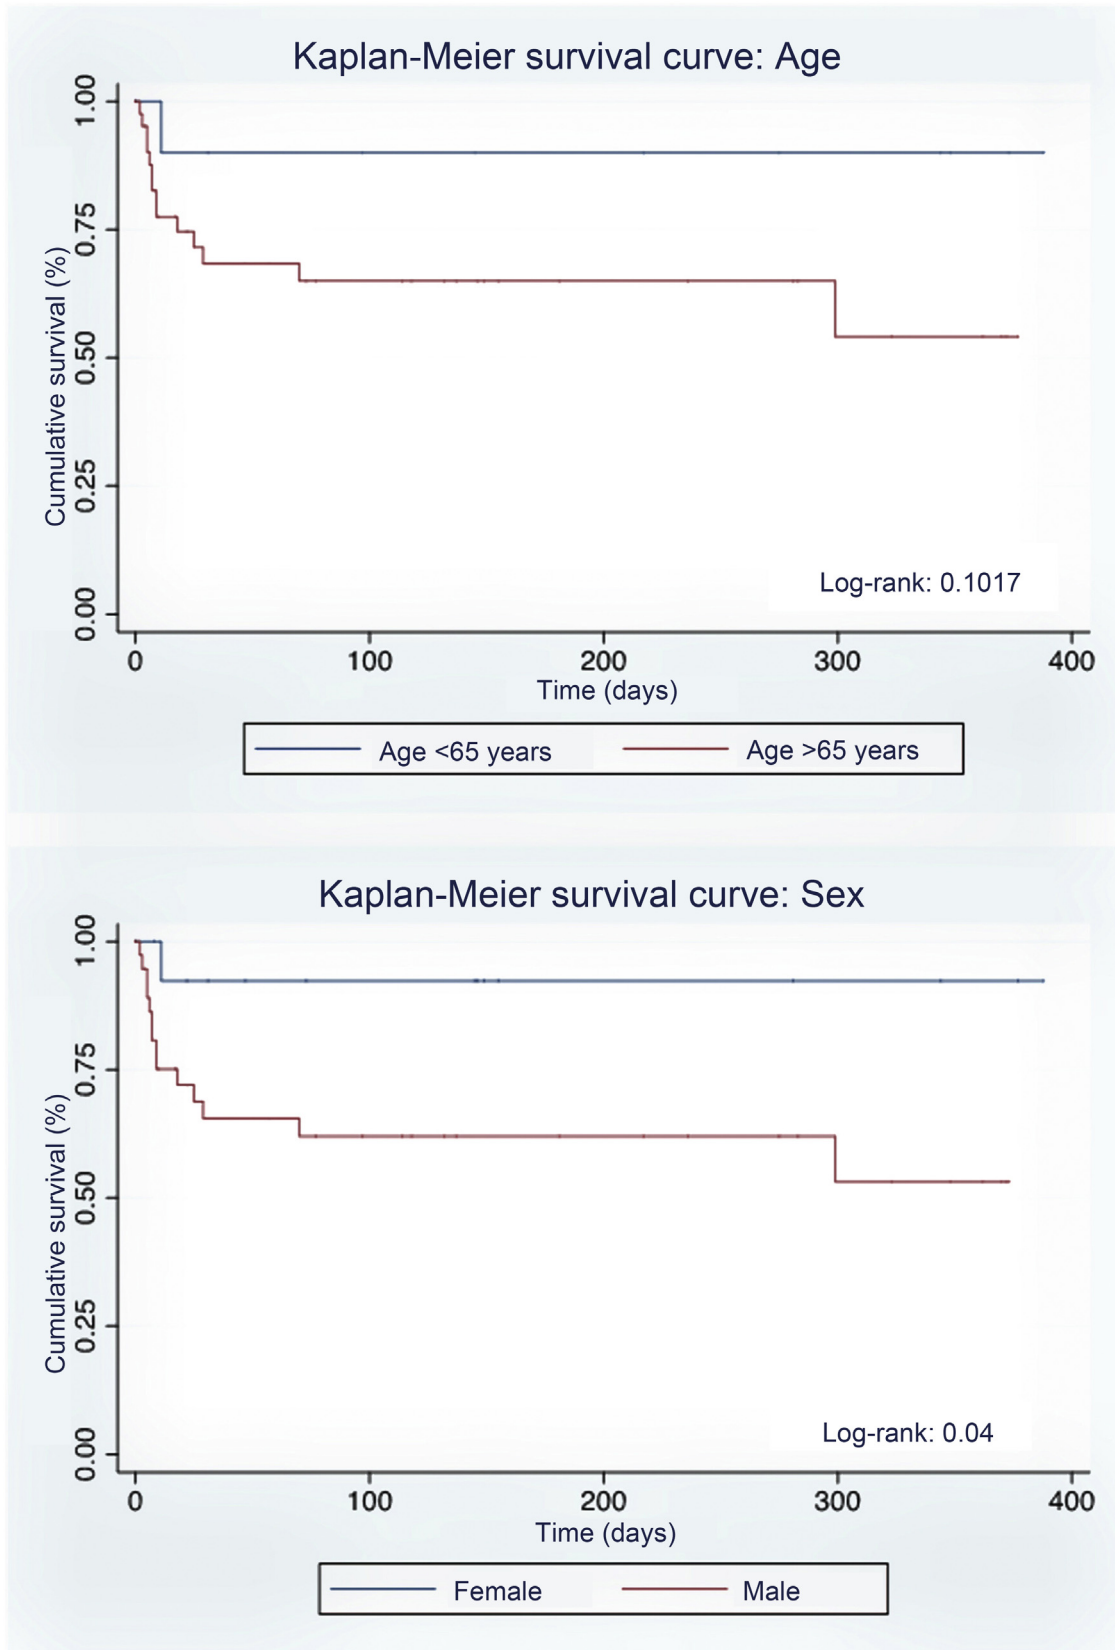 Kaplan-Meier survival curve: Age
Cumulative survival (%)
1.00
0.75
0.50
0.25
0.00
Log-rank: 0.1017
0 100 200 300 400
Time (days)
Age <65 years Age >65 years
Kaplan-Meier survival curve: Sex
Cumulative survival (%)
1.00
0.75
0.50
0.25
0.00
Log-rank: 0.04
0 100 200 300 400
Time (days)
Female Male